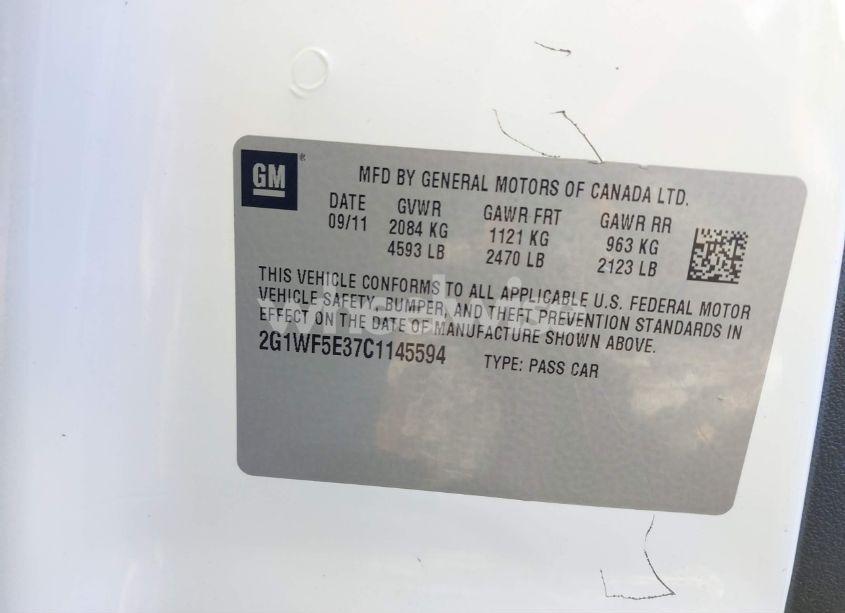 GM
MFD BY GENERAL MOTORS OF CANADA LTD.
DATE GVWR GAWR FRT GAWR RR
09/11 2084 KG 1121 KG 963 KG
4593 LB 2470 LB 2123 LB
THIS VEHICLE CONFORMS TO ALL APPLICABLE U.S. FEDERAL MOTOR
VEHICLE SAFETY, BUMPER, AND THEFT PREVENTION STANDARDS IN
EFFECT ON THE DATE OF MANUFACTURE SHOWN ABOVE.
2G1WF5E37C1145594 TYPE: PASS CAR